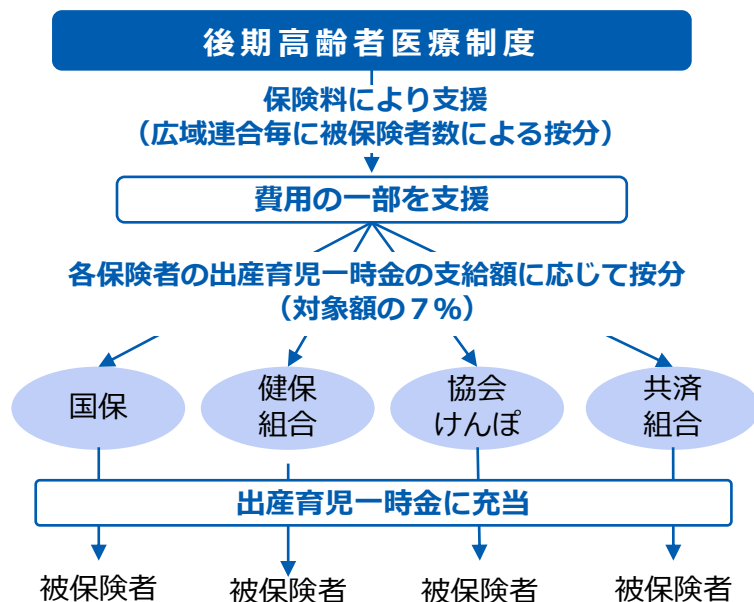 後期高齢者医療制度
保険料により支援
（広域連合毎に被保険者数による按分）
費用の一部を支援
各保険者の出産育児一時金の支給額に応じて按分
（対象額の７％）
国保
健保
組合
協会
けんぽ
共済
組合
出産育児一時金に充当
被保険者
被保険者
被保険者
被保険者